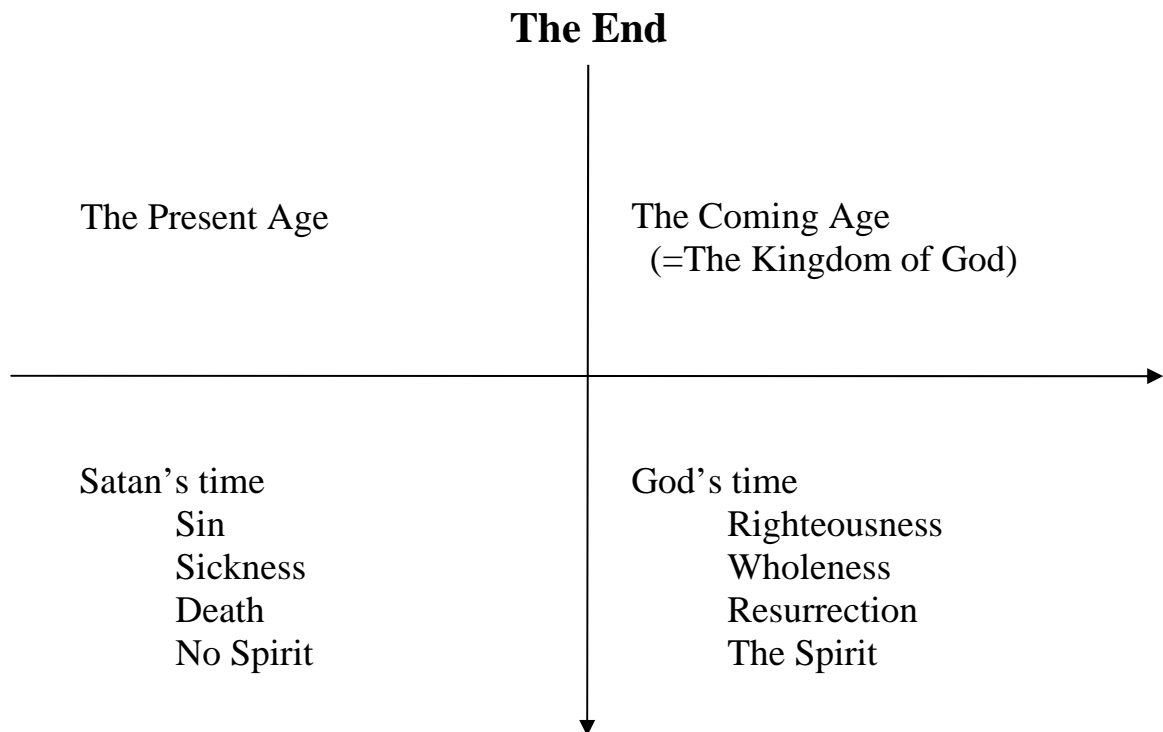 The End
The Present Age
The Coming Age
(=The Kingdom of God)
Satan’s time
Sin
Sickness
Death
No Spirit
God’s time
Righteousness
Wholeness
Resurrection
The Spirit